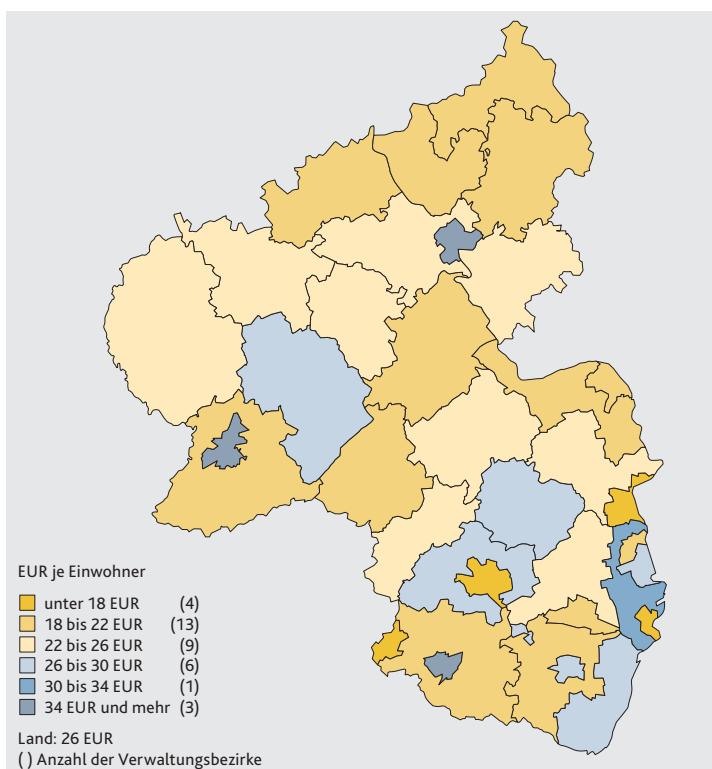 EUR je Einwohner
unter 18 EUR (4)
18 bis 22 EUR (13)
22 bis 26 EUR (9)
26 bis 30 EUR (6)
30 bis 34 EUR (1)
34 EUR und mehr (3)
Land: 26 EUR
( ) Anzahl der Verwaltungsbezirke